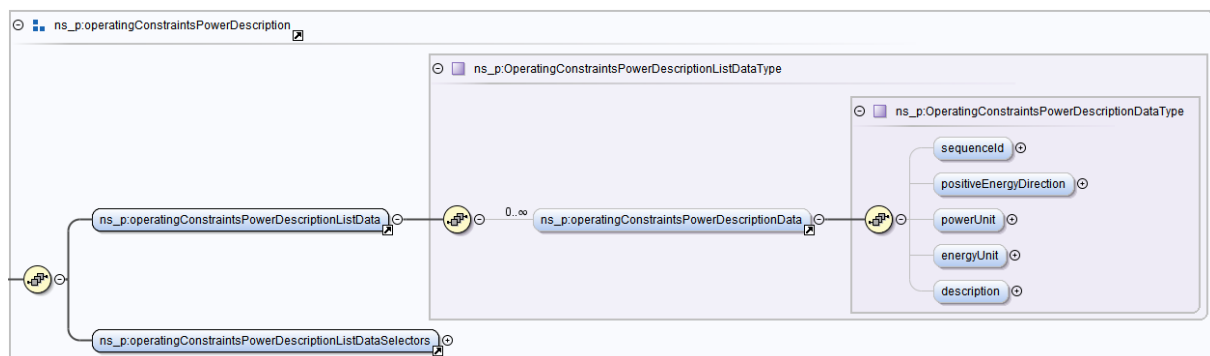 ns_p:operatingConstraintsPowerDescription
ns_p:OperatingConstraintsPowerDescriptionListDataType
ns_p:OperatingConstraintsPowerDescriptionDataType
sequenceId
positiveEnergyDirection
ns_p:operatingConstraintsPowerDescriptionListData
0..∞
ns_p:operatingConstraintsPowerDescriptionData
powerUnit
energyUnit
description
ns_p:operatingConstraintsPowerDescriptionListDataSelectors